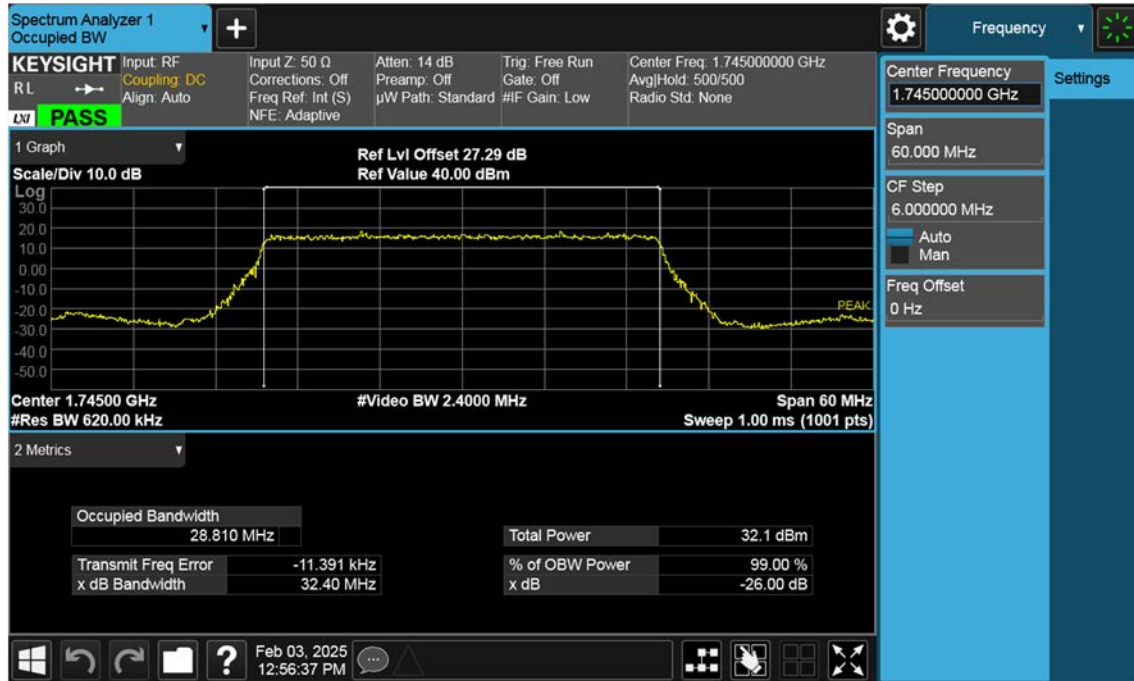 Spectrum Analyzer 1
Occupied BW
Frequency
KEYSIGHT
R L
LXI PASS
Input: RF
Coupling: DC
Align: Auto
Input Z: 50 Ω
Corrections: Off
Freq Ref: Int (S)
NFE: Adaptive
Atten: 14 dB
Preamp: Off
µW Path: Standard
Trig: Free Run
Gate: Off
#IF Gain: Low
Center Freq: 1.745000000 GHz
Avg|Hold: 500/500
Radio Std: None
Center Frequency
1.745000000 GHz
Settings
Span
60.000 MHz
CF Step
6.000000 MHz
Auto
Man
Freq Offset
0 Hz
1 Graph
Scale/Div 10.0 dB
Ref Lvl Offset 27.29 dB
Ref Value 40.00 dBm
Log
30.0
20.0
10.0
0.00
-10.0
-20.0
-30.0
-40.0
-50.0
PEAK
Center 1.74500 GHz
#Video BW 2.4000 MHz
Span 60 MHz
#Res BW 620.00 kHz
Sweep 1.00 ms (1001 pts)
2 Metrics
Occupied Bandwidth
28.810 MHz
Total Power 32.1 dBm
Transmit Freq Error -11.391 kHz
% of OBW Power 99.00 %
x dB Bandwidth 32.40 MHz
x dB -26.00 dB
?
Feb 03, 2025
12:56:37 PM